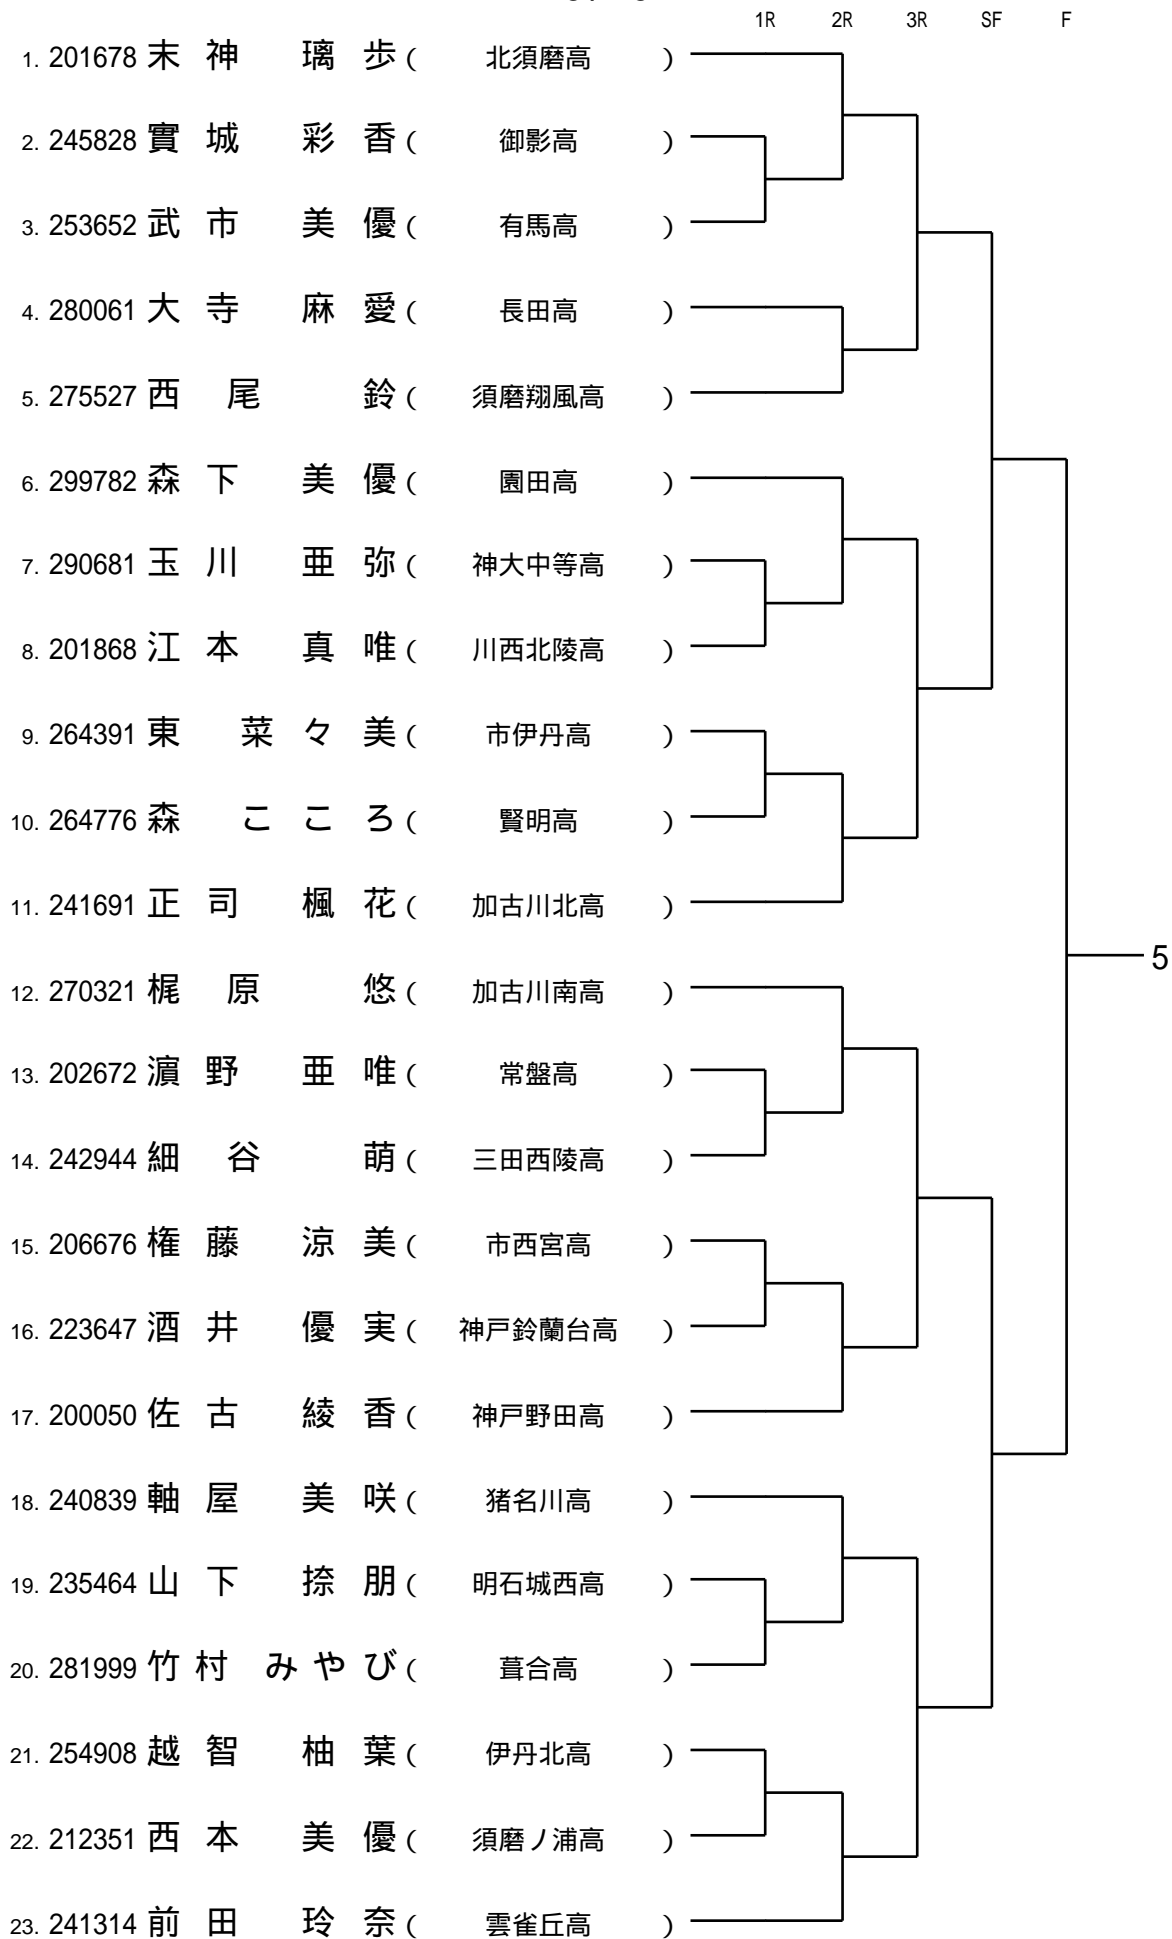 1R 2R 3R SF F
1. 201678 末神 璃歩 ( 北須磨高 )
2. 245828 實城 彩香 ( 御影高 )
3. 253652 武市 美優 ( 有馬高 )
4. 280061 大寺 麻愛 ( 長田高 )
5. 275527 西尾 鈴 ( 須磨翔風高 )
6. 299782 森下 美優 ( 園田高 )
7. 290681 玉川 亜弥 ( 神大中等高 )
8. 201868 江本 真唯 ( 川西北陵高 )
9. 264391 東 菜々美 ( 市伊丹高 )
10. 264776 森 こころ ( 賢明高 )
11. 241691 正司 楓花 ( 加古川北高 )
5
12. 270321 梶原 悠 ( 加古川南高 )
13. 202672 濵野 亜唯 ( 常盤高 )
14. 242944 細谷 萌 ( 三田西陵高 )
15. 206676 権藤 涼美 ( 市西宮高 )
16. 223647 酒井 優実 ( 神戸鈴蘭台高 )
17. 200050 佐古 綾香 ( 神戸野田高 )
18. 240839 軸屋 美咲 ( 猪名川高 )
19. 235464 山下 捺朋 ( 明石城西高 )
20. 281999 竹村 みやび ( 葺合高 )
21. 254908 越智 柚葉 ( 伊丹北高 )
22. 212351 西本 美優 ( 須磨ノ浦高 )
23. 241314 前田 玲奈 ( 雲雀丘高 )